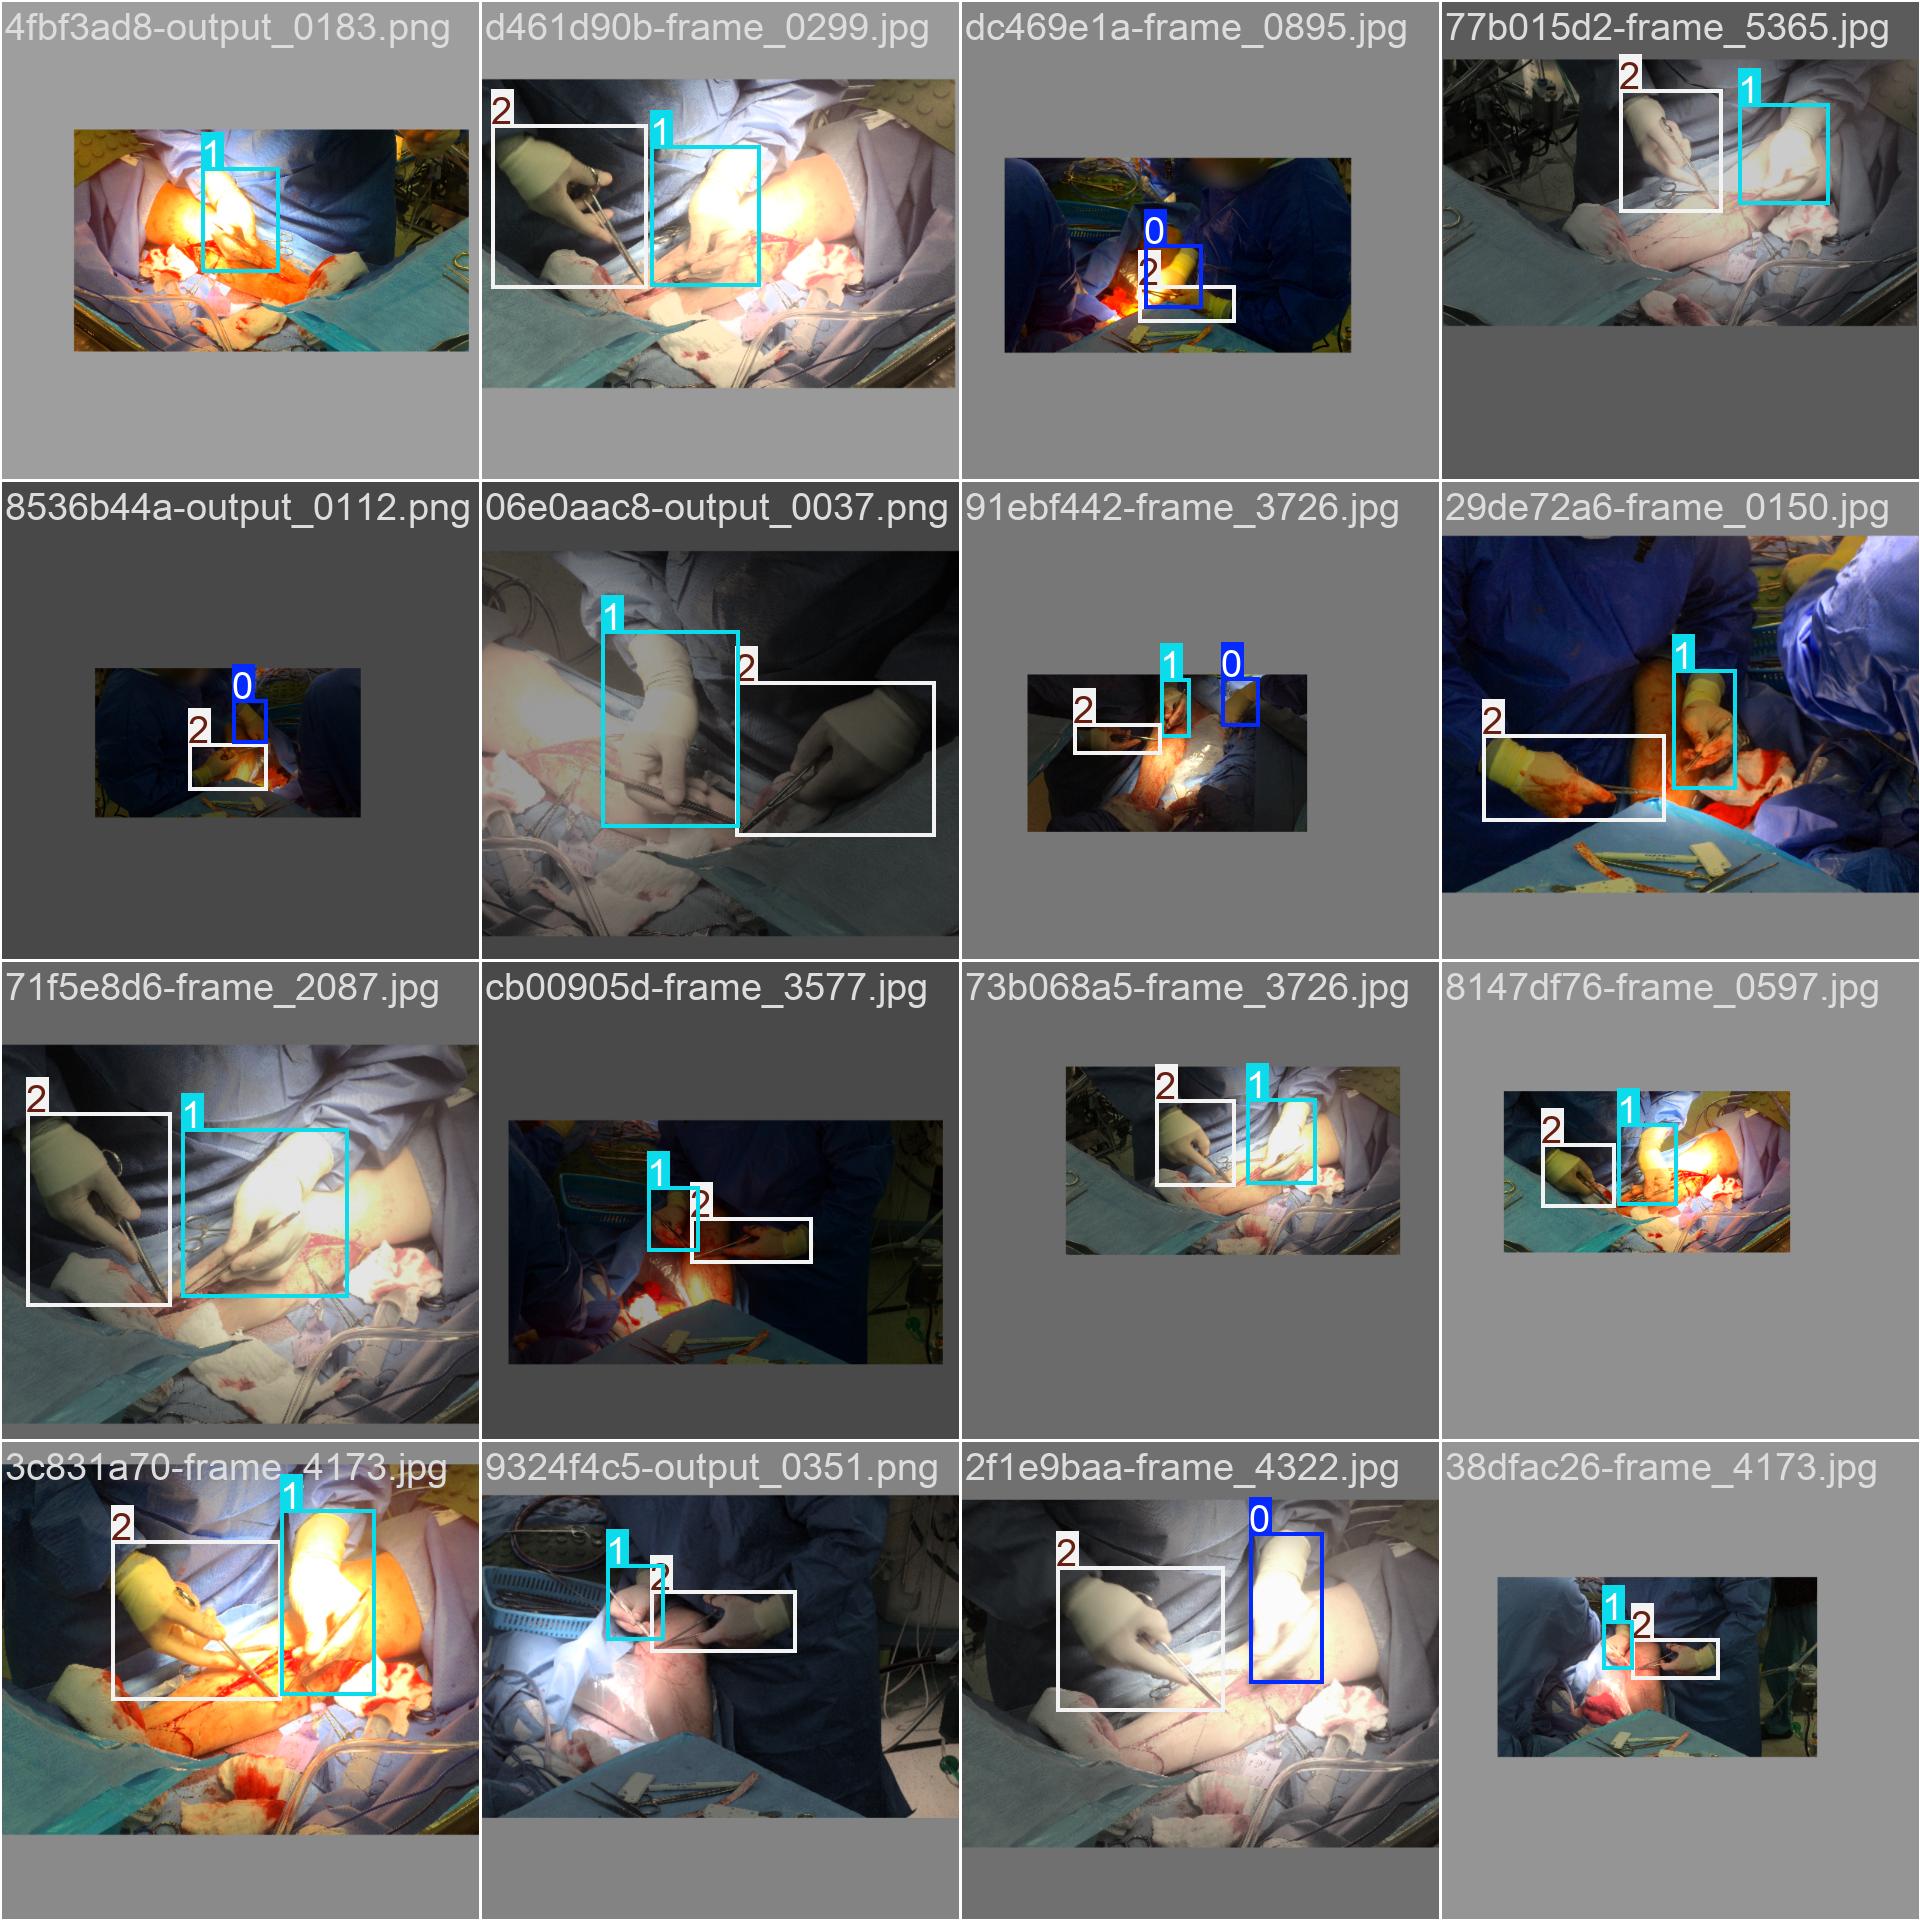 4fbf3ad8-output_0183.png
1
d461d90b-frame_0299.jpg
2
1
dc469e1a-frame_0895.jpg
0
2
77b015d2-frame_5365.jpg
2
1
8536b44a-output_0112.png
0
2
06e0aac8-output_0037.png
1
2
91ebf442-frame_3726.jpg
1
0
2
29de72a6-frame_0150.jpg
1
2
71f5e8d6-frame_2087.jpg
2
1
cb00905d-frame_3577.jpg
1
2
73b068a5-frame_3726.jpg
2
1
8147df76-frame_0597.jpg
1
2
3c831a70-frame_4173.jpg
1
2
9324f4c5-output_0351.png
1
2
2f1e9baa-frame_4322.jpg
0
2
38dfac26-frame_4173.jpg
1
2